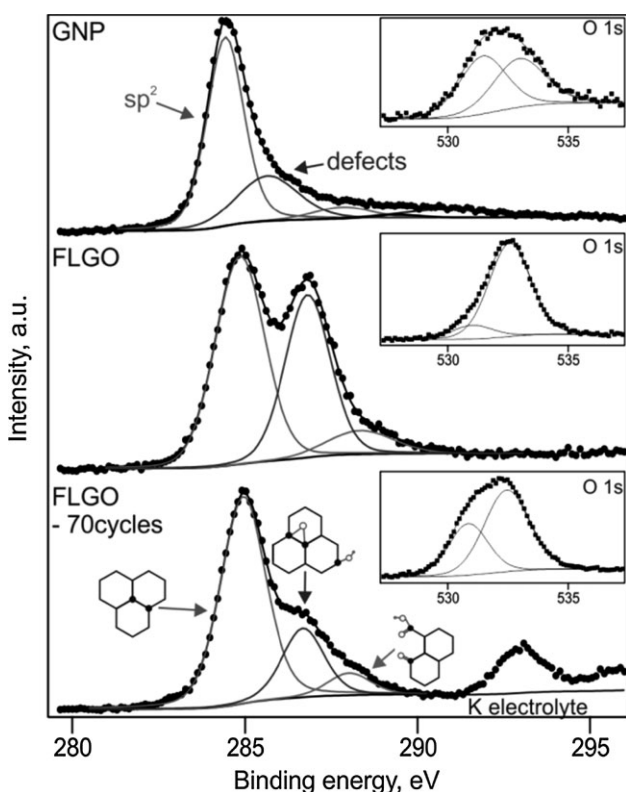 GNP
O 1s
sp²
defects
530 535
FLGO
O 1s
530 535
Intensity, a.u.
FLGO
- 70cycles
O 1s
530 535
K electrolyte
280 285 290 295
Binding energy, eV